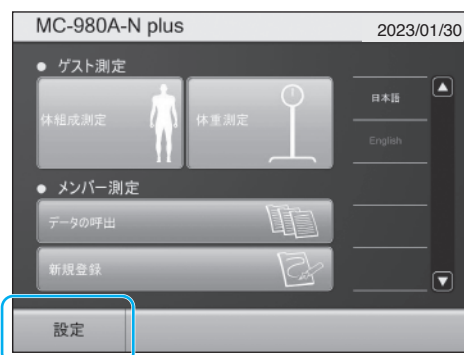 MC-980A-N plus
2023/01/30
● ゲスト測定
体組成測定
体重測定
日本語
English
● メンバー測定
データの呼出
新規登録
設定